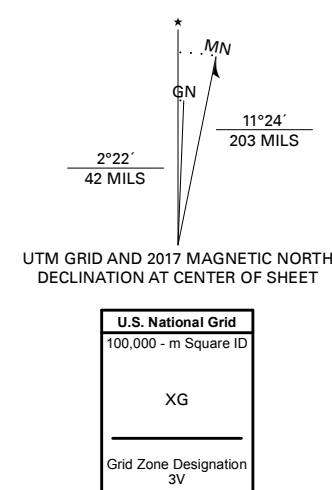 ★
MN
GN
11°24´
203 MILS
2°22´
42 MILS
UTM GRID AND 2017 MAGNETIC NORTH
DECLINATION AT CENTER OF SHEET
U.S. National Grid
100,000 - m Square ID
XG
Grid Zone Designation
3V